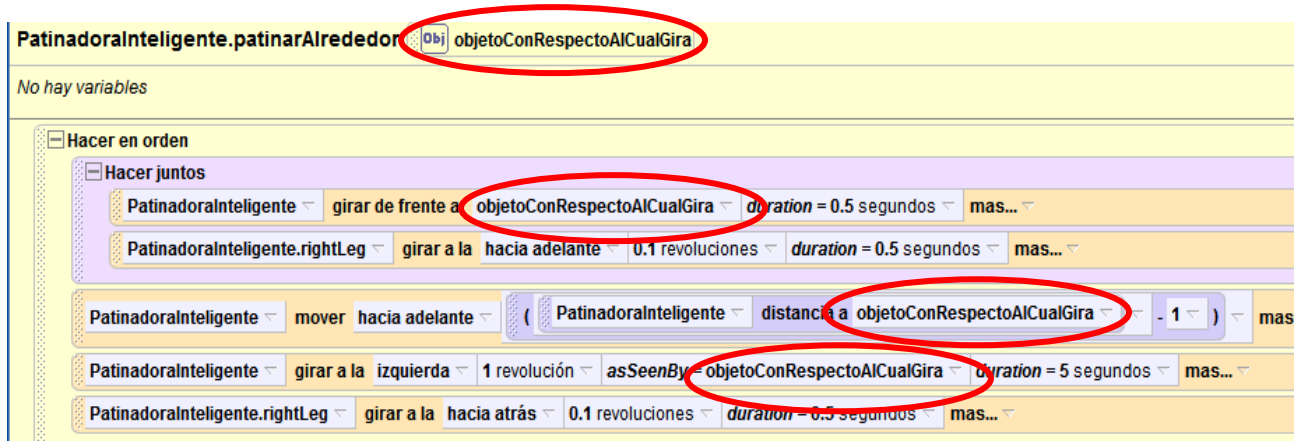 PatinadoraInteligente.patinarAlrededor Obj objetoConRespectoAlCualGira
No hay variables
Hacer en orden
Hacer juntos
PatinadoraInteligente girar de frente a objetoConRespectoAlCualGira duration = 0.5 segundos mas...
PatinadoraInteligente.rightLeg girar a la hacia adelante 0.1 revoluciones duration = 0.5 segundos mas...
PatinadoraInteligente mover hacia adelante ( PatinadoraInteligente distancia a objetoConRespectoAlCualGira - 1 ) mas
PatinadoraInteligente girar a la izquierda 1 revolución asSeenBy = objetoConRespectoAlCualGira duration = 5 segundos mas...
PatinadoraInteligente.rightLeg girar a la hacia atrás 0.1 revoluciones duration = 0.5 segundos mas...